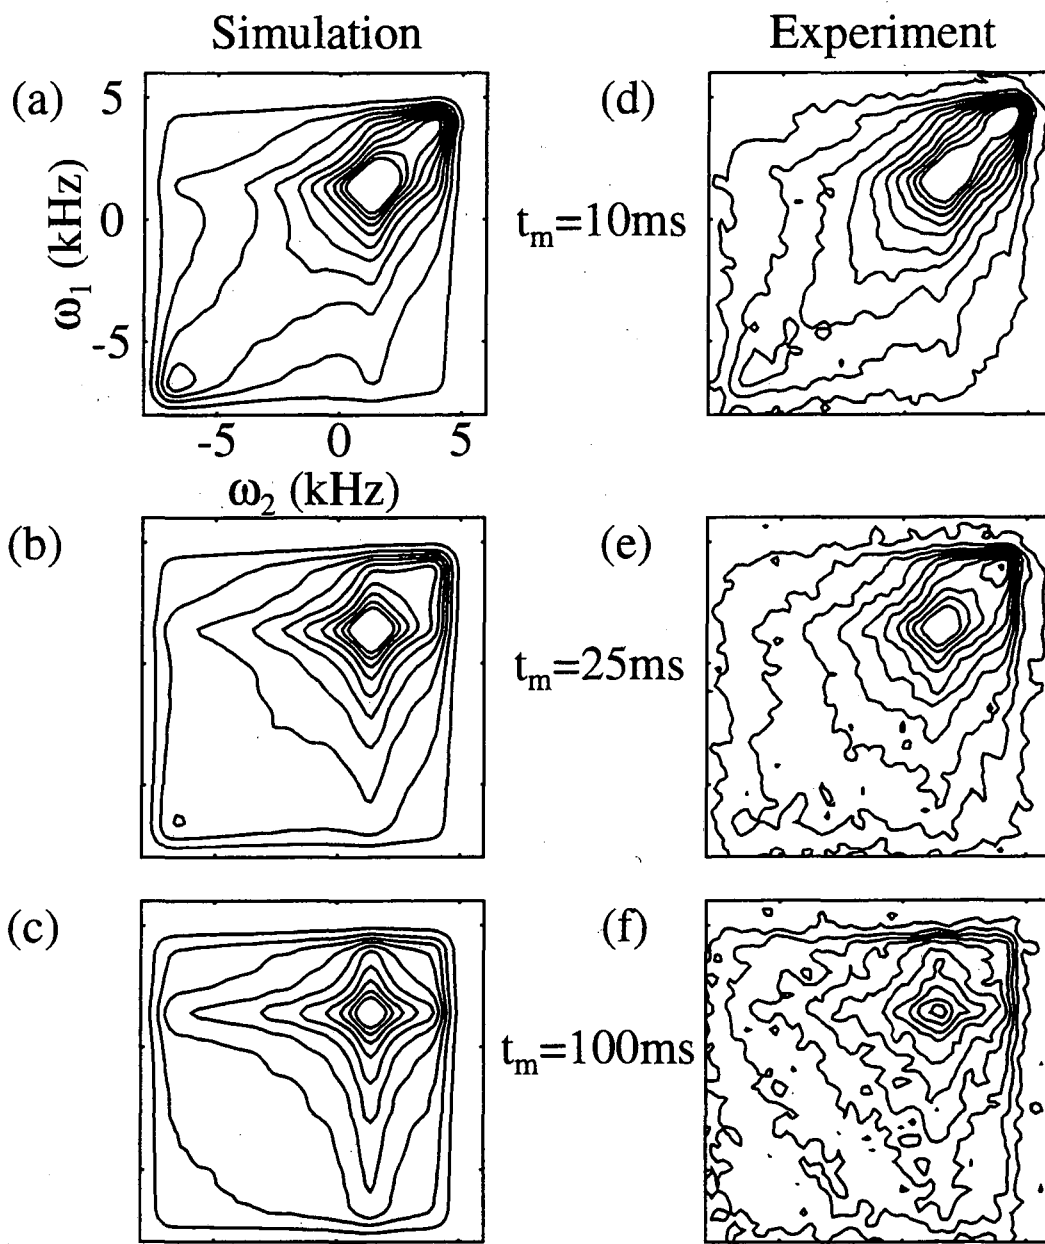 Simulation Experiment
(a) (d)
5
0
-5
ω₁ (kHz)
tₘ=10ms
-5 0 5
ω₂ (kHz)
(b) (e)
tₘ=25ms
(c) (f)
tₘ=100ms